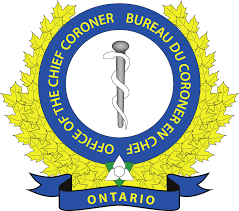 OFFICE OF THE CHIEF CORONER
BUREAU DU CORONER EN CHEF
ONTARIO